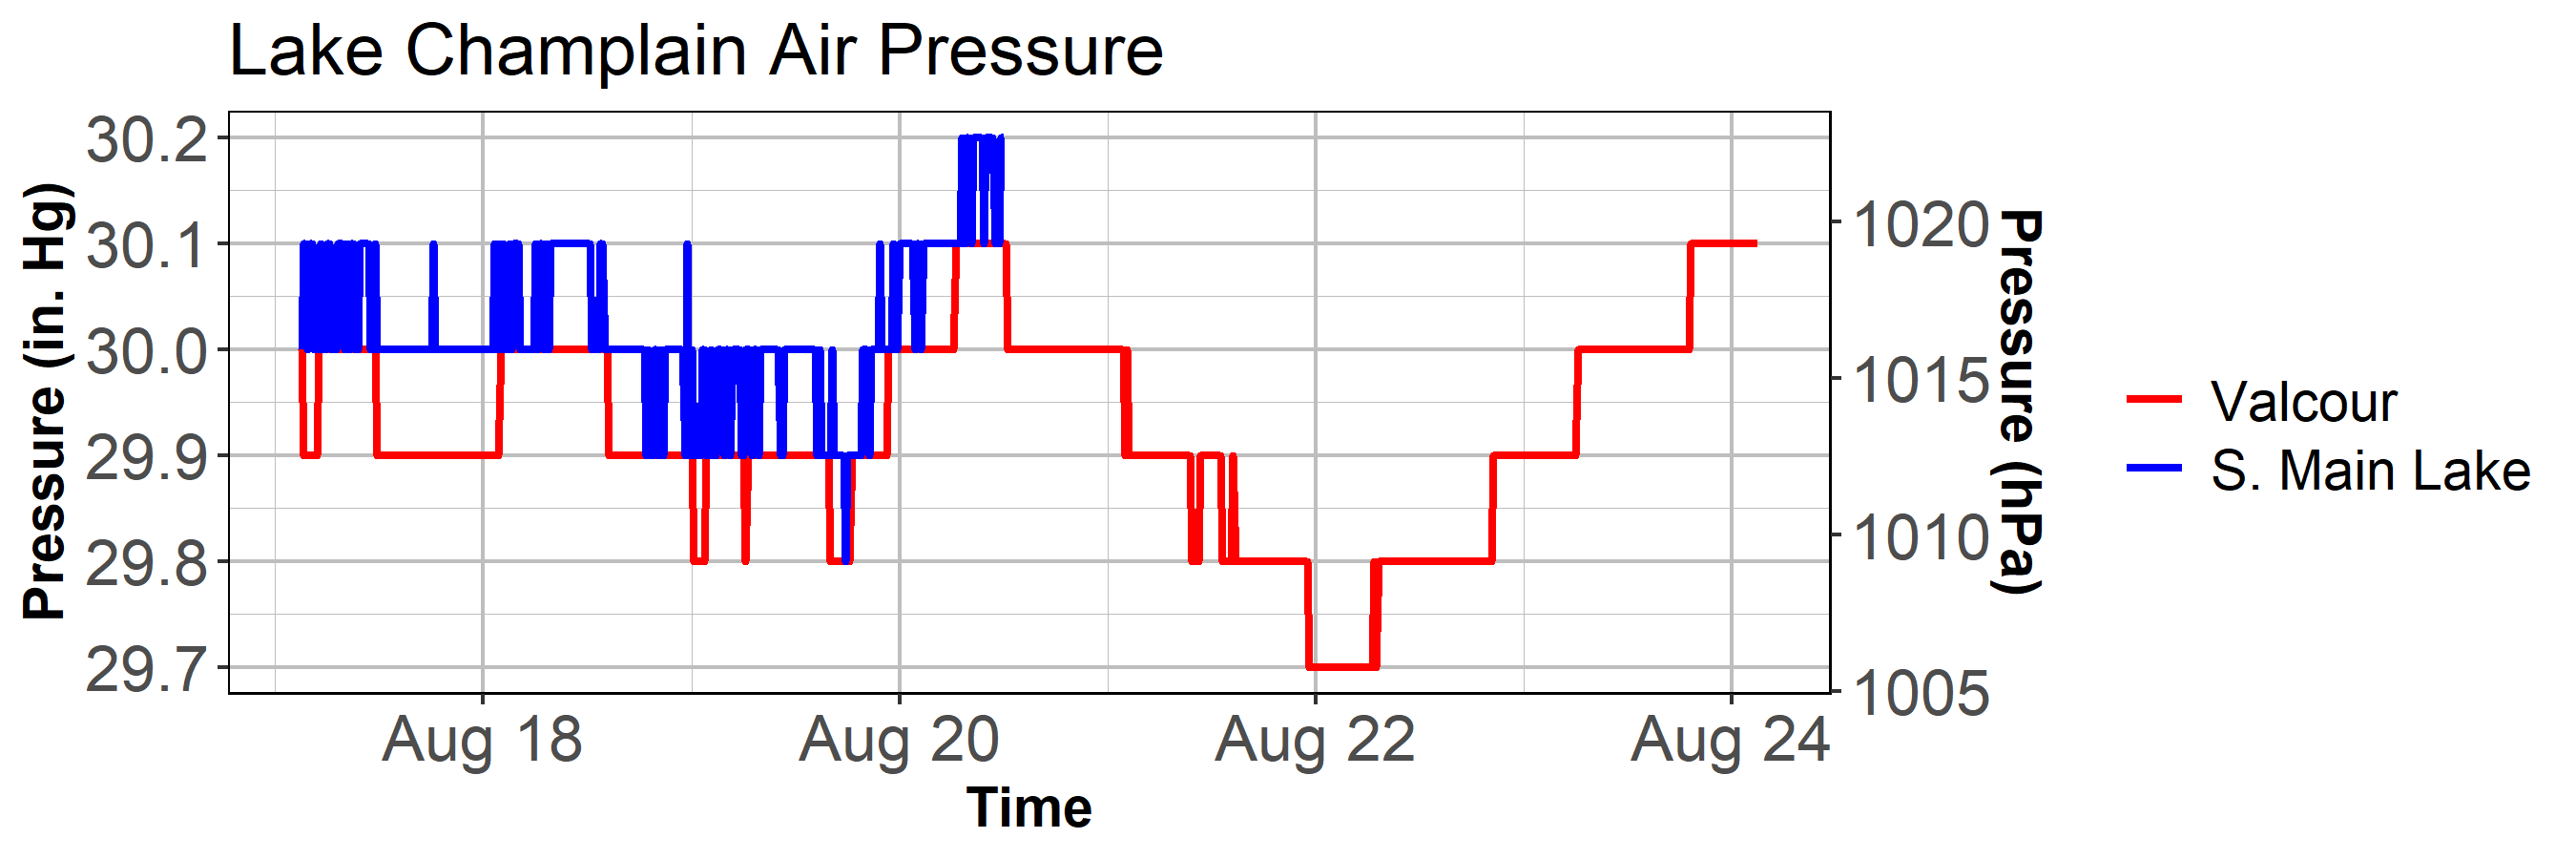 Lake Champlain Air Pressure
Pressure (in. Hg)
30.2
30.1
30.0
29.9
29.8
29.7
1020
1015
1010
1005
Pressure (hPa)
Aug 18
Aug 20
Aug 22
Aug 24
Time
Valcour
S. Main Lake